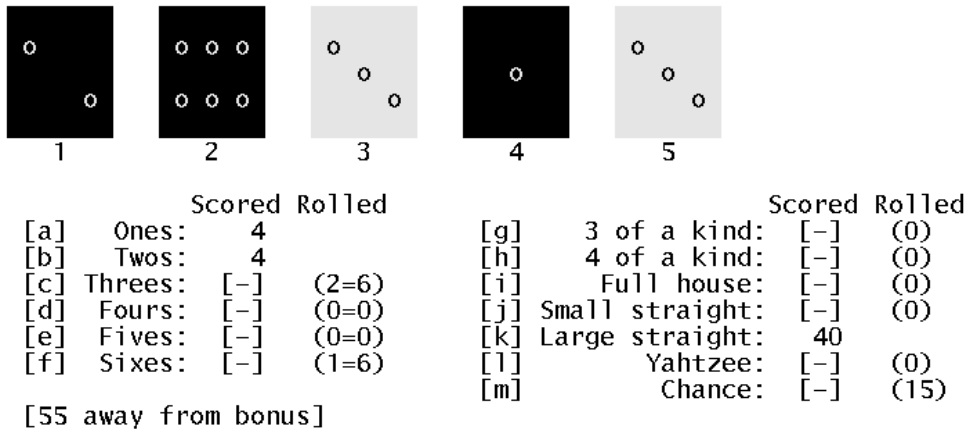 1 2 3 4 5
Scored Rolled Scored Rolled
[a] Ones: 4 [g] 3 of a kind: [-] (0)
[b] Twos: 4 [h] 4 of a kind: [-] (0)
[c] Threes: [-] (2=6) [i] Full house: [-] (0)
[d] Fours: [-] (0=0) [j] Small straight: [-] (0)
[e] Fives: [-] (0=0) [k] Large straight: 40
[f] Sixes: [-] (1=6) [l] Yahtzee: [-] (0)
[m] Chance: [-] (15)
[55 away from bonus]